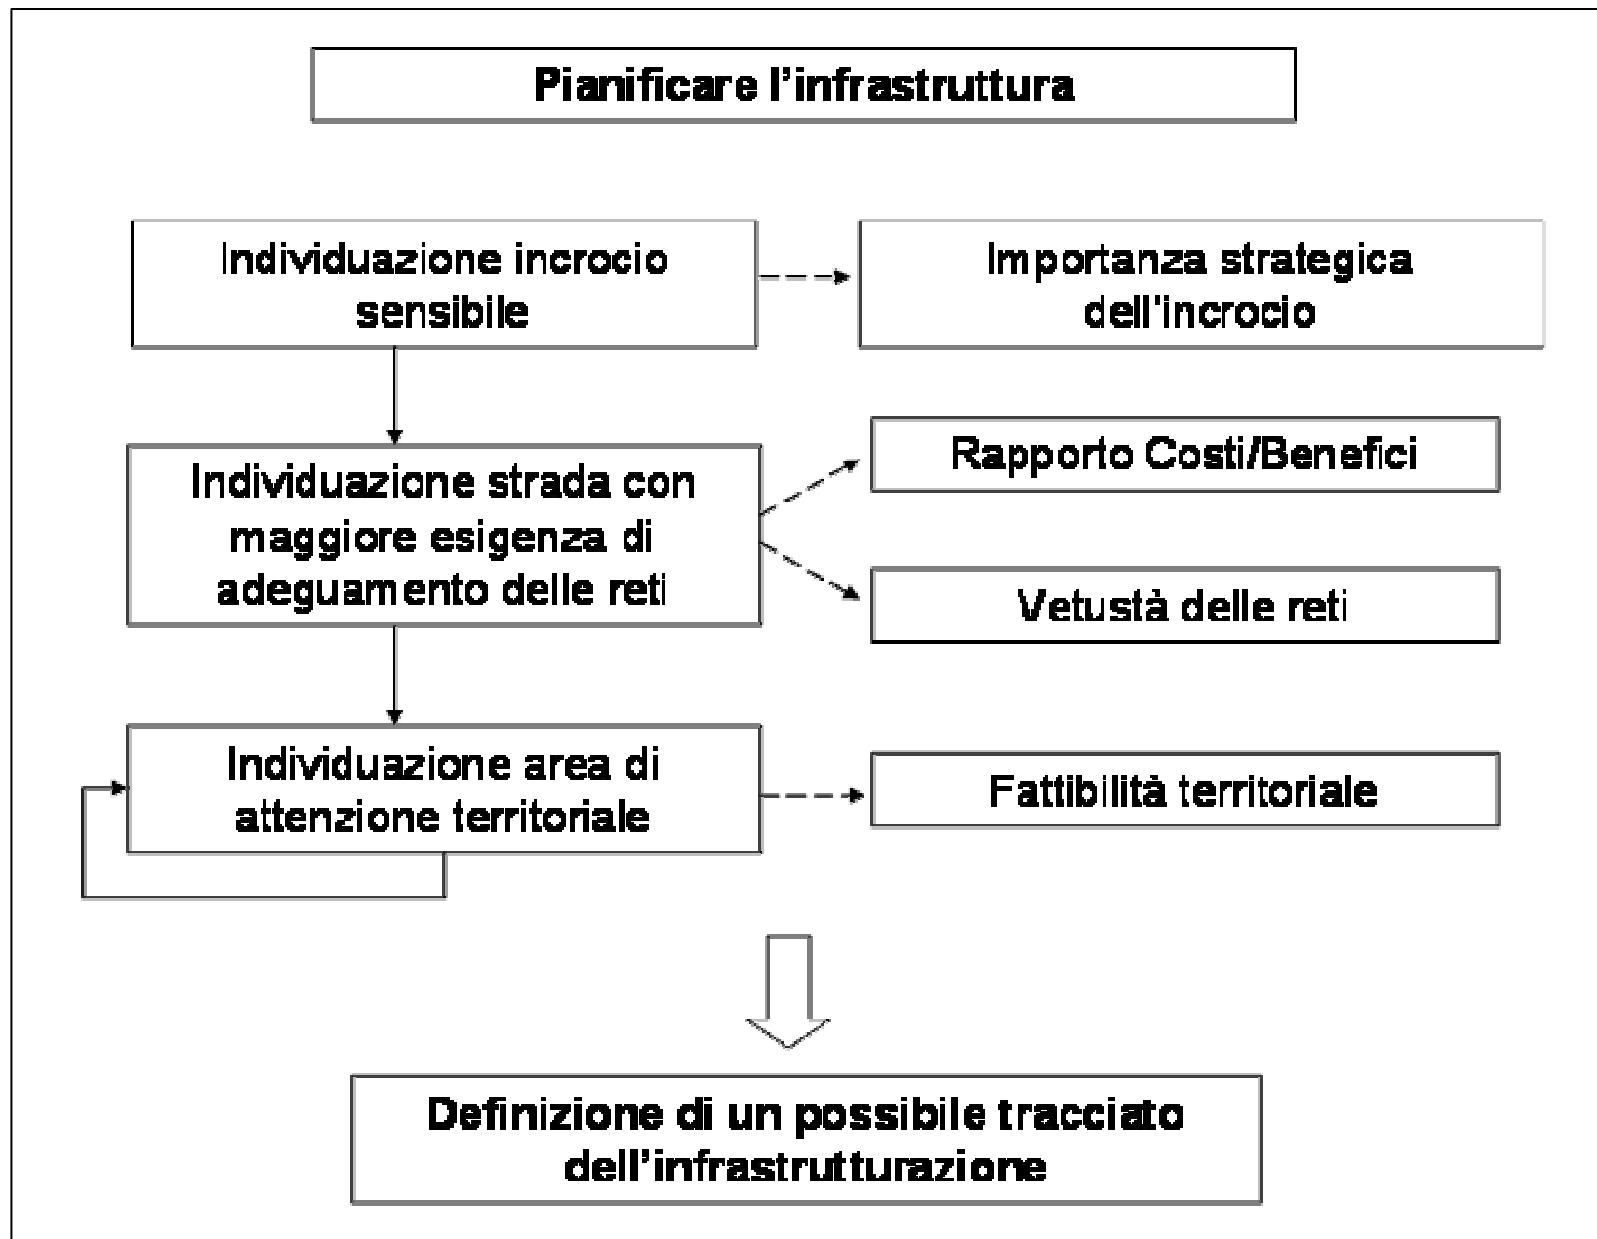 Pianificare l'infrastruttura
Individuazione incrocio
sensibile
Importanza strategica
dell'incrocio
Individuazione strada con
maggiore esigenza di
adeguamento delle reti
Rapporto Costi/Benefici
Vetustà delle reti
Individuazione area di
attenzione territoriale
Fattibilità territoriale
Definizione di un possibile tracciato
dell'infrastrutturazione